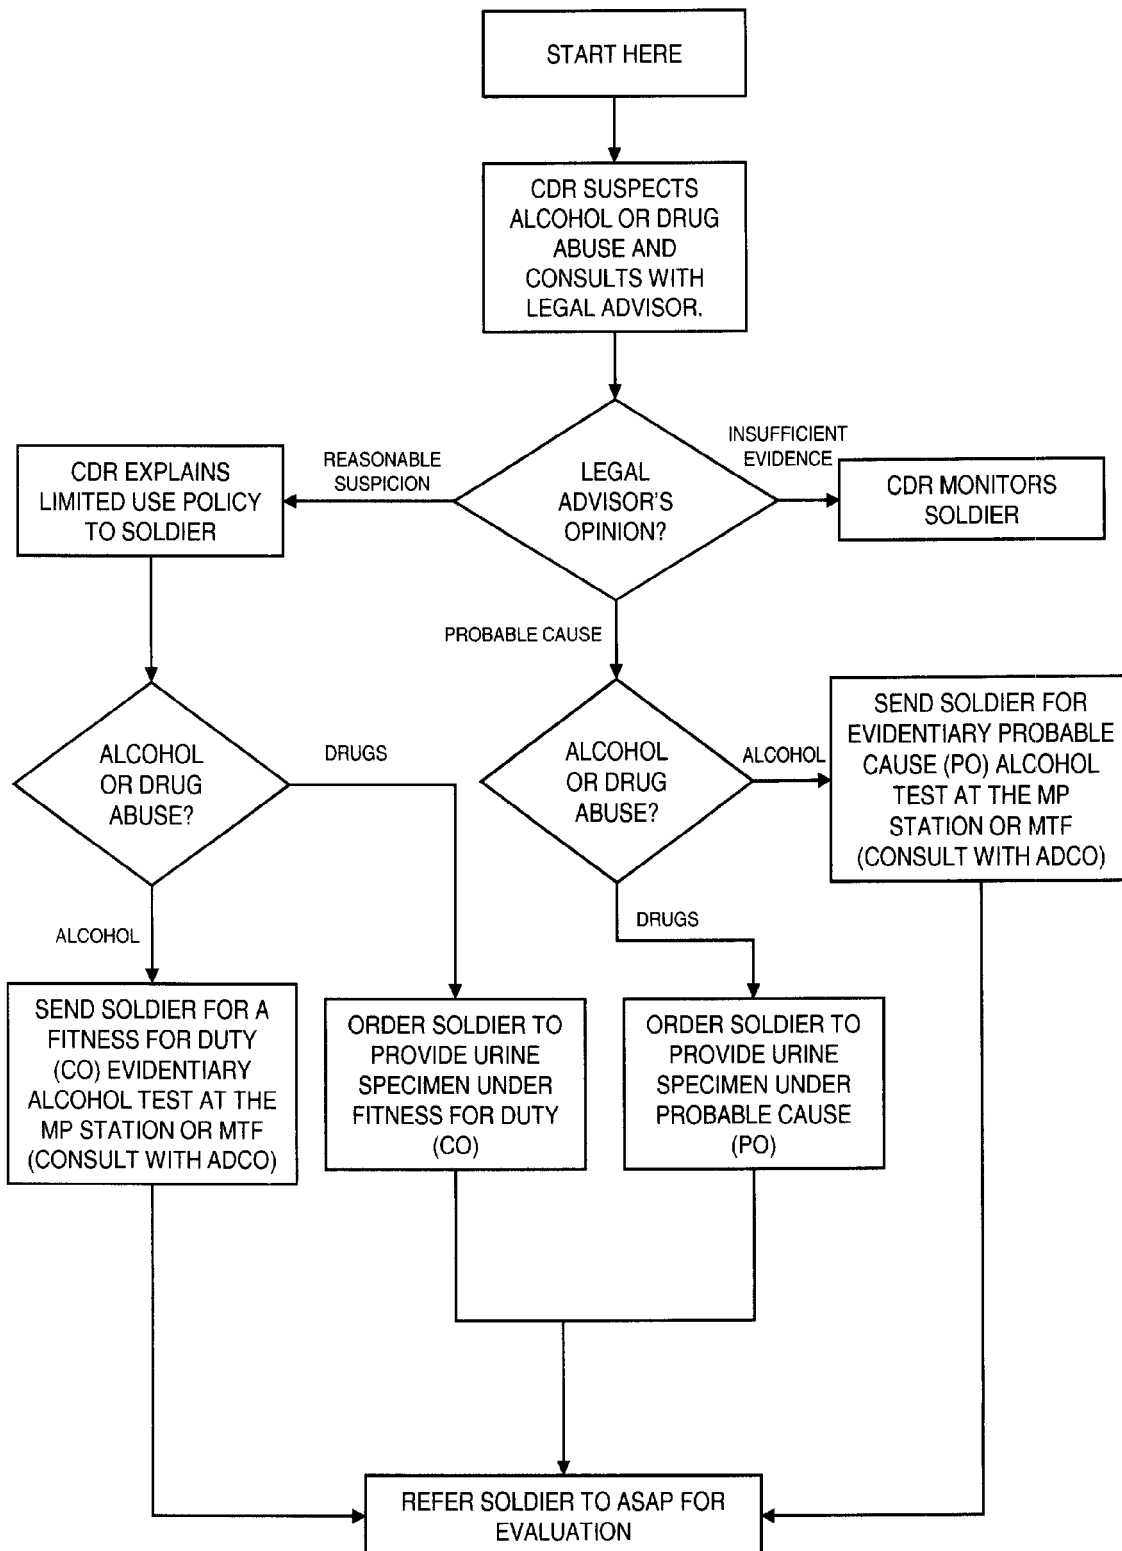 START HERE
CDR SUSPECTS
ALCOHOL OR DRUG
ABUSE AND
CONSULTS WITH
LEGAL ADVISOR.
LEGAL
ADVISOR'S
OPINION?
REASONABLE
SUSPICION
INSUFFICIENT
EVIDENCE
CDR EXPLAINS
LIMITED USE POLICY
TO SOLDIER
CDR MONITORS
SOLDIER
PROBABLE CAUSE
ALCOHOL
OR DRUG
ABUSE?
DRUGS
ALCOHOL
ALCOHOL
OR DRUG
ABUSE?
ALCOHOL
DRUGS
SEND SOLDIER FOR
EVIDENTIARY PROBABLE
CAUSE (PO) ALCOHOL
TEST AT THE MP
STATION OR MTF
(CONSULT WITH ADCO)
SEND SOLDIER FOR A
FITNESS FOR DUTY
(CO) EVIDENTIARY
ALCOHOL TEST AT THE
MP STATION OR MTF
(CONSULT WITH ADCO)
ORDER SOLDIER TO
PROVIDE URINE
SPECIMEN UNDER
FITNESS FOR DUTY
(CO)
ORDER SOLDIER TO
PROVIDE URINE
SPECIMEN UNDER
PROBABLE CAUSE
(PO)
REFER SOLDIER TO ASAP FOR
EVALUATION